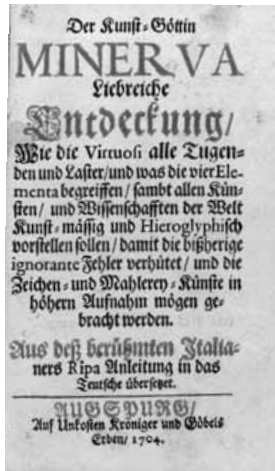 Der Kunst-Göttin
MINERVA
Liebreiche
Entdeckung/
Wie die Virtuosi alle Tugen-
den und Laster/und was die vier Ele-
menta begreiffen/ sambt allen Kün-
sten/ und Wissenschafften der Welt
Kunst-mässig und Hieroglyphisch
vorstellen sollen/ damit die bißherige
ignorante Fehler verhütet/ und die
Zeichen-und Mahlerey-Künste in
höhern Aufnahm mögen ge-
bracht werden.
Aus deß berühmten Italia-
ners Ripa Anleitung in das
Teutsche übersetzet.
AUGSPURG/
Auf Unkosten Kröniger und Göbels
Erben/ 1704.